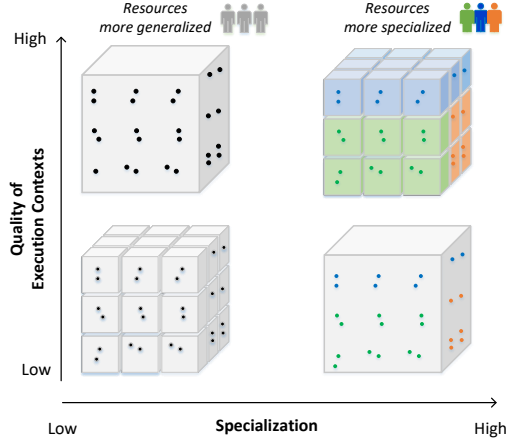 Resources
more generalized
Resources
more specialized
High
Quality of
Execution Contexts
Low
Low
Specialization
High